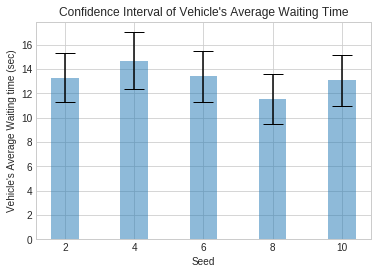 Confidence Interval of Vehicle's Average Waiting Time
Vehicle's Average Waiting time (sec)
16
14
12
10
8
6
4
2
0
2 4 6 8 10
Seed